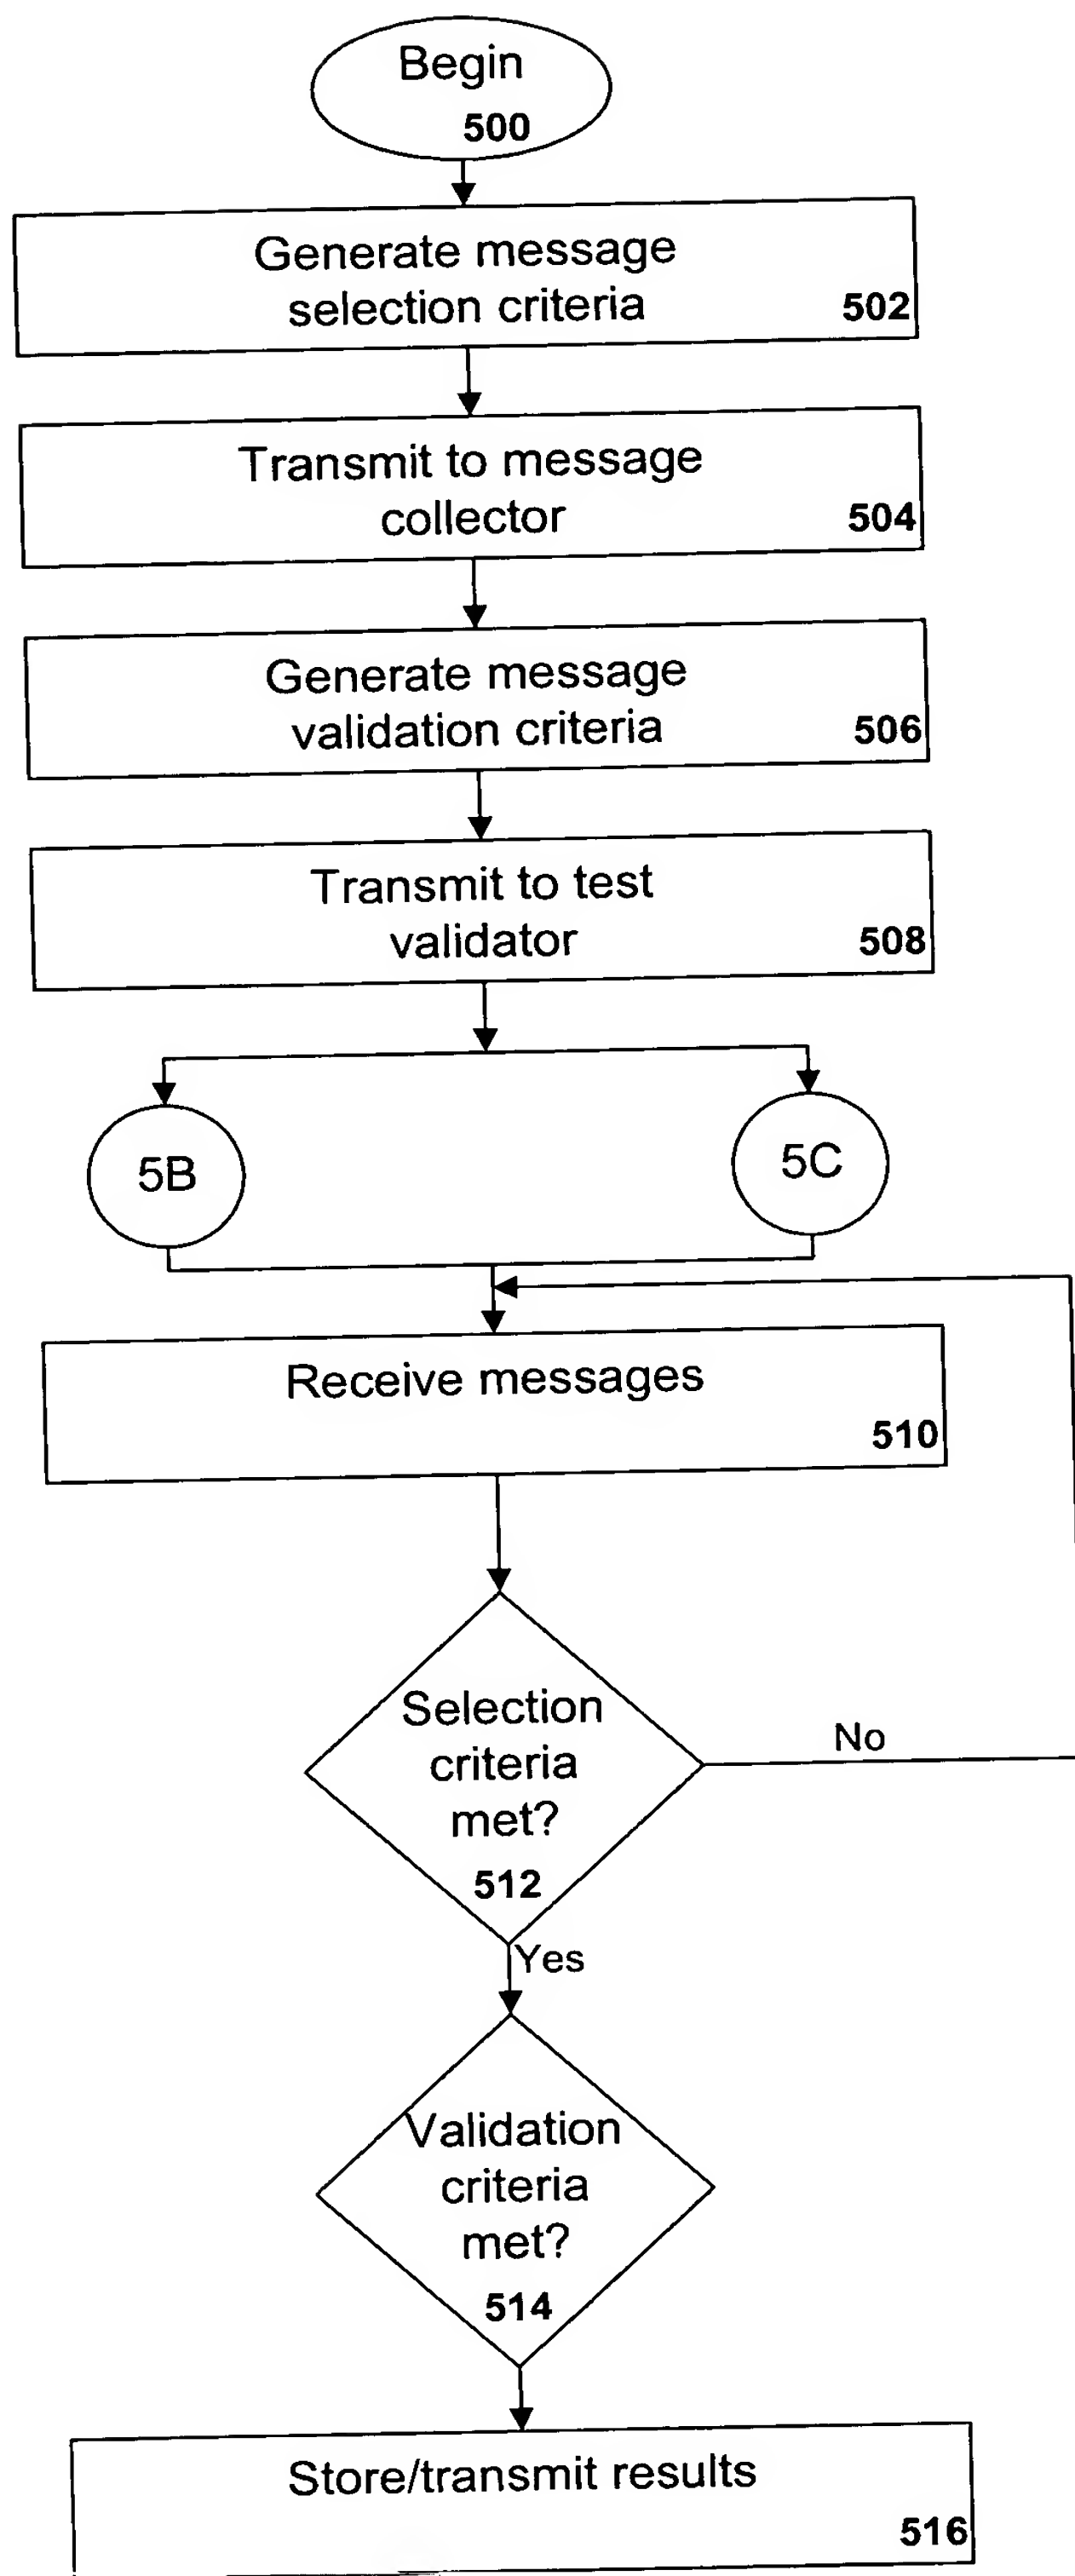 Begin
500
Generate message
selection criteria
502
Transmit to message
collector
504
Generate message
validation criteria
506
Transmit to test
validator
508
5B
5C
Receive messages
510
Selection
criteria
met?
512
No
Yes
Validation
criteria
met?
514
Store/transmit results
516